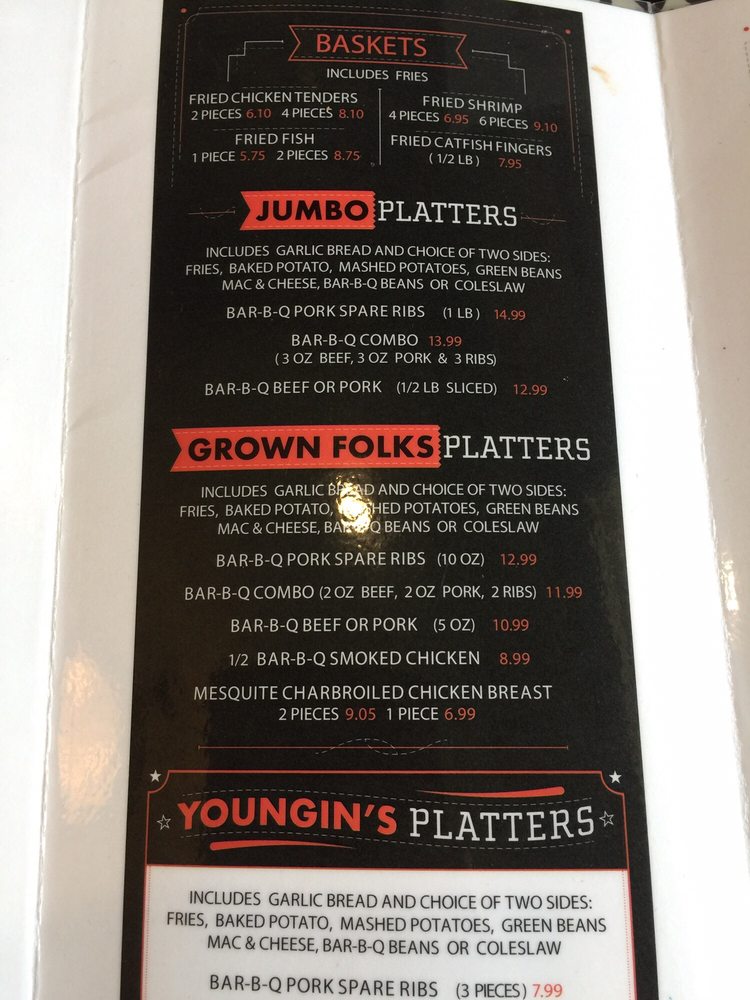 BASKETS
INCLUDES FRIES
FRIED CHICKEN TENDERS
2 PIECES 6.10 4 PIECES 8.10
FRIED FISH
1 PIECE 5.75 2 PIECES 8.75
FRIED SHRIMP
4 PIECES 6.95 6 PIECES 9.10
FRIED CATFISH FINGERS
( 1/2 LB ) 7.95
JUMBO PLATTERS
INCLUDES GARLIC BREAD AND CHOICE OF TWO SIDES:
FRIES, BAKED POTATO, MASHED POTATOES, GREEN BEANS
MAC & CHEESE, BAR-B-Q BEANS OR COLESLAW
BAR-B-Q PORK SPARE RIBS (1 LB ) 14.99
BAR-B-Q COMBO 13.99
( 3 OZ BEEF, 3 OZ PORK & 3 RIBS)
BAR-B-Q BEEF OR PORK (1/2 LB SLICED) 12.99
GROWN FOLKS PLATTERS
INCLUDES GARLIC BREAD AND CHOICE OF TWO SIDES:
FRIES, BAKED POTATO, MASHED POTATOES, GREEN BEANS
MAC & CHEESE, BAR-B-Q BEANS OR COLESLAW
BAR-B-Q PORK SPARE RIBS (10 OZ) 12.99
BAR-B-Q COMBO (2 OZ BEEF, 2 OZ PORK, 2 RIBS) 11.99
BAR-B-Q BEEF OR PORK (5 OZ) 10.99
1/2 BAR-B-Q SMOKED CHICKEN 8.99
MESQUITE CHARBROILED CHICKEN BREAST
2 PIECES 9.05 1 PIECE 6.99
YOUNGIN'S PLATTERS
INCLUDES GARLIC BREAD AND CHOICE OF TWO SIDES:
FRIES, BAKED POTATO, MASHED POTATOES, GREEN BEANS
MAC & CHEESE, BAR-B-Q BEANS OR COLESLAW
BAR-B-Q PORK SPARE RIBS (3 PIECES) 7.99